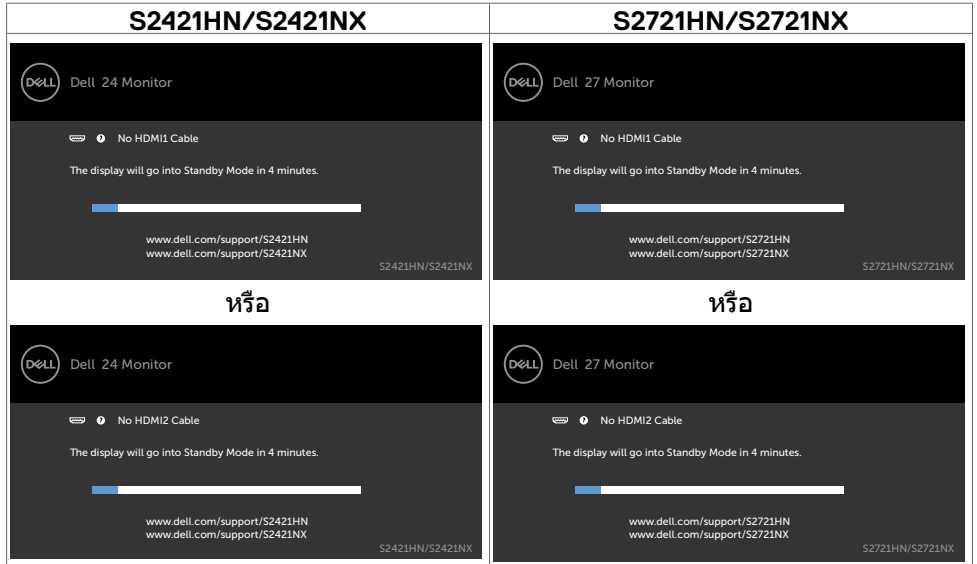 S2421HN/S2421NX
S2721HN/S2721NX
DELL Dell 24 Monitor
No HDMI1 Cable
The display will go into Standby Mode in 4 minutes.
www.dell.com/support/S2421HN
www.dell.com/support/S2421NX
S2421HN/S2421NX
DELL Dell 27 Monitor
No HDMI1 Cable
The display will go into Standby Mode in 4 minutes.
www.dell.com/support/S2721HN
www.dell.com/support/S2721NX
S2721HN/S2721NX
หรือ
หรือ
DELL Dell 24 Monitor
No HDMI2 Cable
The display will go into Standby Mode in 4 minutes.
www.dell.com/support/S2421HN
www.dell.com/support/S2421NX
S2421HN/S2421NX
DELL Dell 27 Monitor
No HDMI2 Cable
The display will go into Standby Mode in 4 minutes.
www.dell.com/support/S2721HN
www.dell.com/support/S2721NX
S2721HN/S2721NX